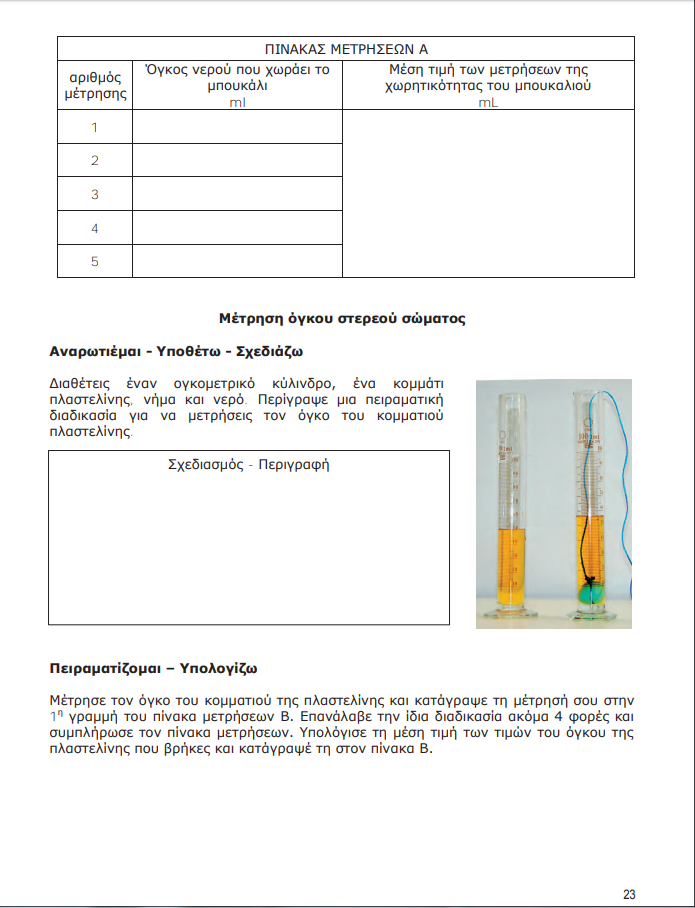 ΠΙΝΑΚΑΣ ΜΕΤΡΗΣΕΩΝ Α
αριθμός μέτρησης
Όγκος νερού που χωράει το μπουκάλι
ml
Μέση τιμή των μετρήσεων της χωρητικότητας του μπουκαλιού
mL
1
2
3
4
5
Μέτρηση όγκου στερεού σώματος
Αναρωτιέμαι - Υποθέτω - Σχεδιάζω
Διαθέτεις έναν ογκομετρικό κύλινδρο, ένα κομμάτι
πλαστελίνης, νήμα και νερό. Περίγραψε μια πειραματική
διαδικασία για να μετρήσεις τον όγκο του κομματιού
πλαστελίνης.
Σχεδιασμός - Περιγραφή
Πειραματίζομαι – Υπολογίζω
Μέτρησε τον όγκο του κομματιού της πλαστελίνης και κατάγραψε τη μέτρησή σου στην
1η γραμμή του πίνακα μετρήσεων Β. Επανάλαβε την ίδια διαδικασία ακόμα 4 φορές και
συμπλήρωσε τον πίνακα μετρήσεων. Υπολόγισε τη μέση τιμή των τιμών του όγκου της
πλαστελίνης που βρήκες και κατάγραψέ τη στον πίνακα Β.
23